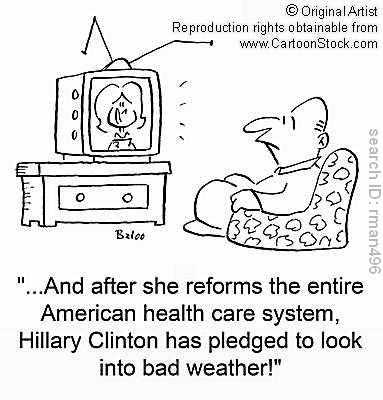 © Original Artist
Reproduction rights obtainable from
www.CartoonStock.com
search ID: rman496
Baloo
"...And after she reforms the entire
American health care system,
Hillary Clinton has pledged to look
into bad weather!"